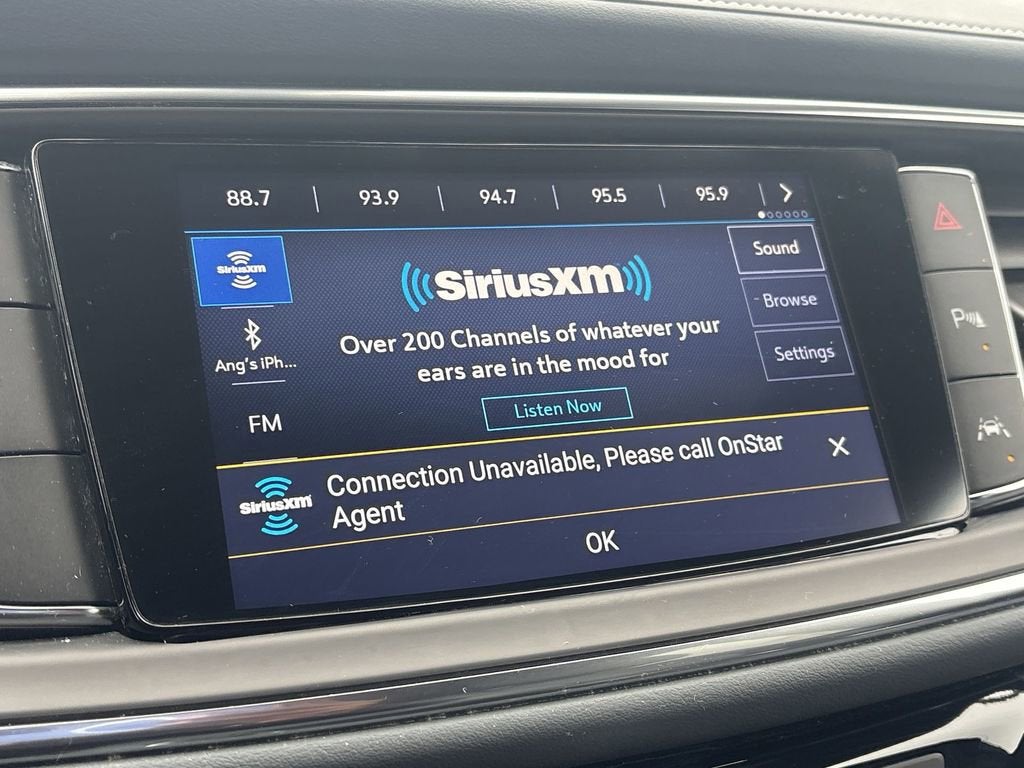 88.7 | 93.9 | 94.7 | 95.5 | 95.9
SiriusXM
Ang's iPh...
FM
SiriusXM
Over 200 Channels of whatever your
ears are in the mood for
Listen Now
Sound
Browse
Settings
SiriusXM
Connection Unavailable, Please call OnStar
Agent
OK
P